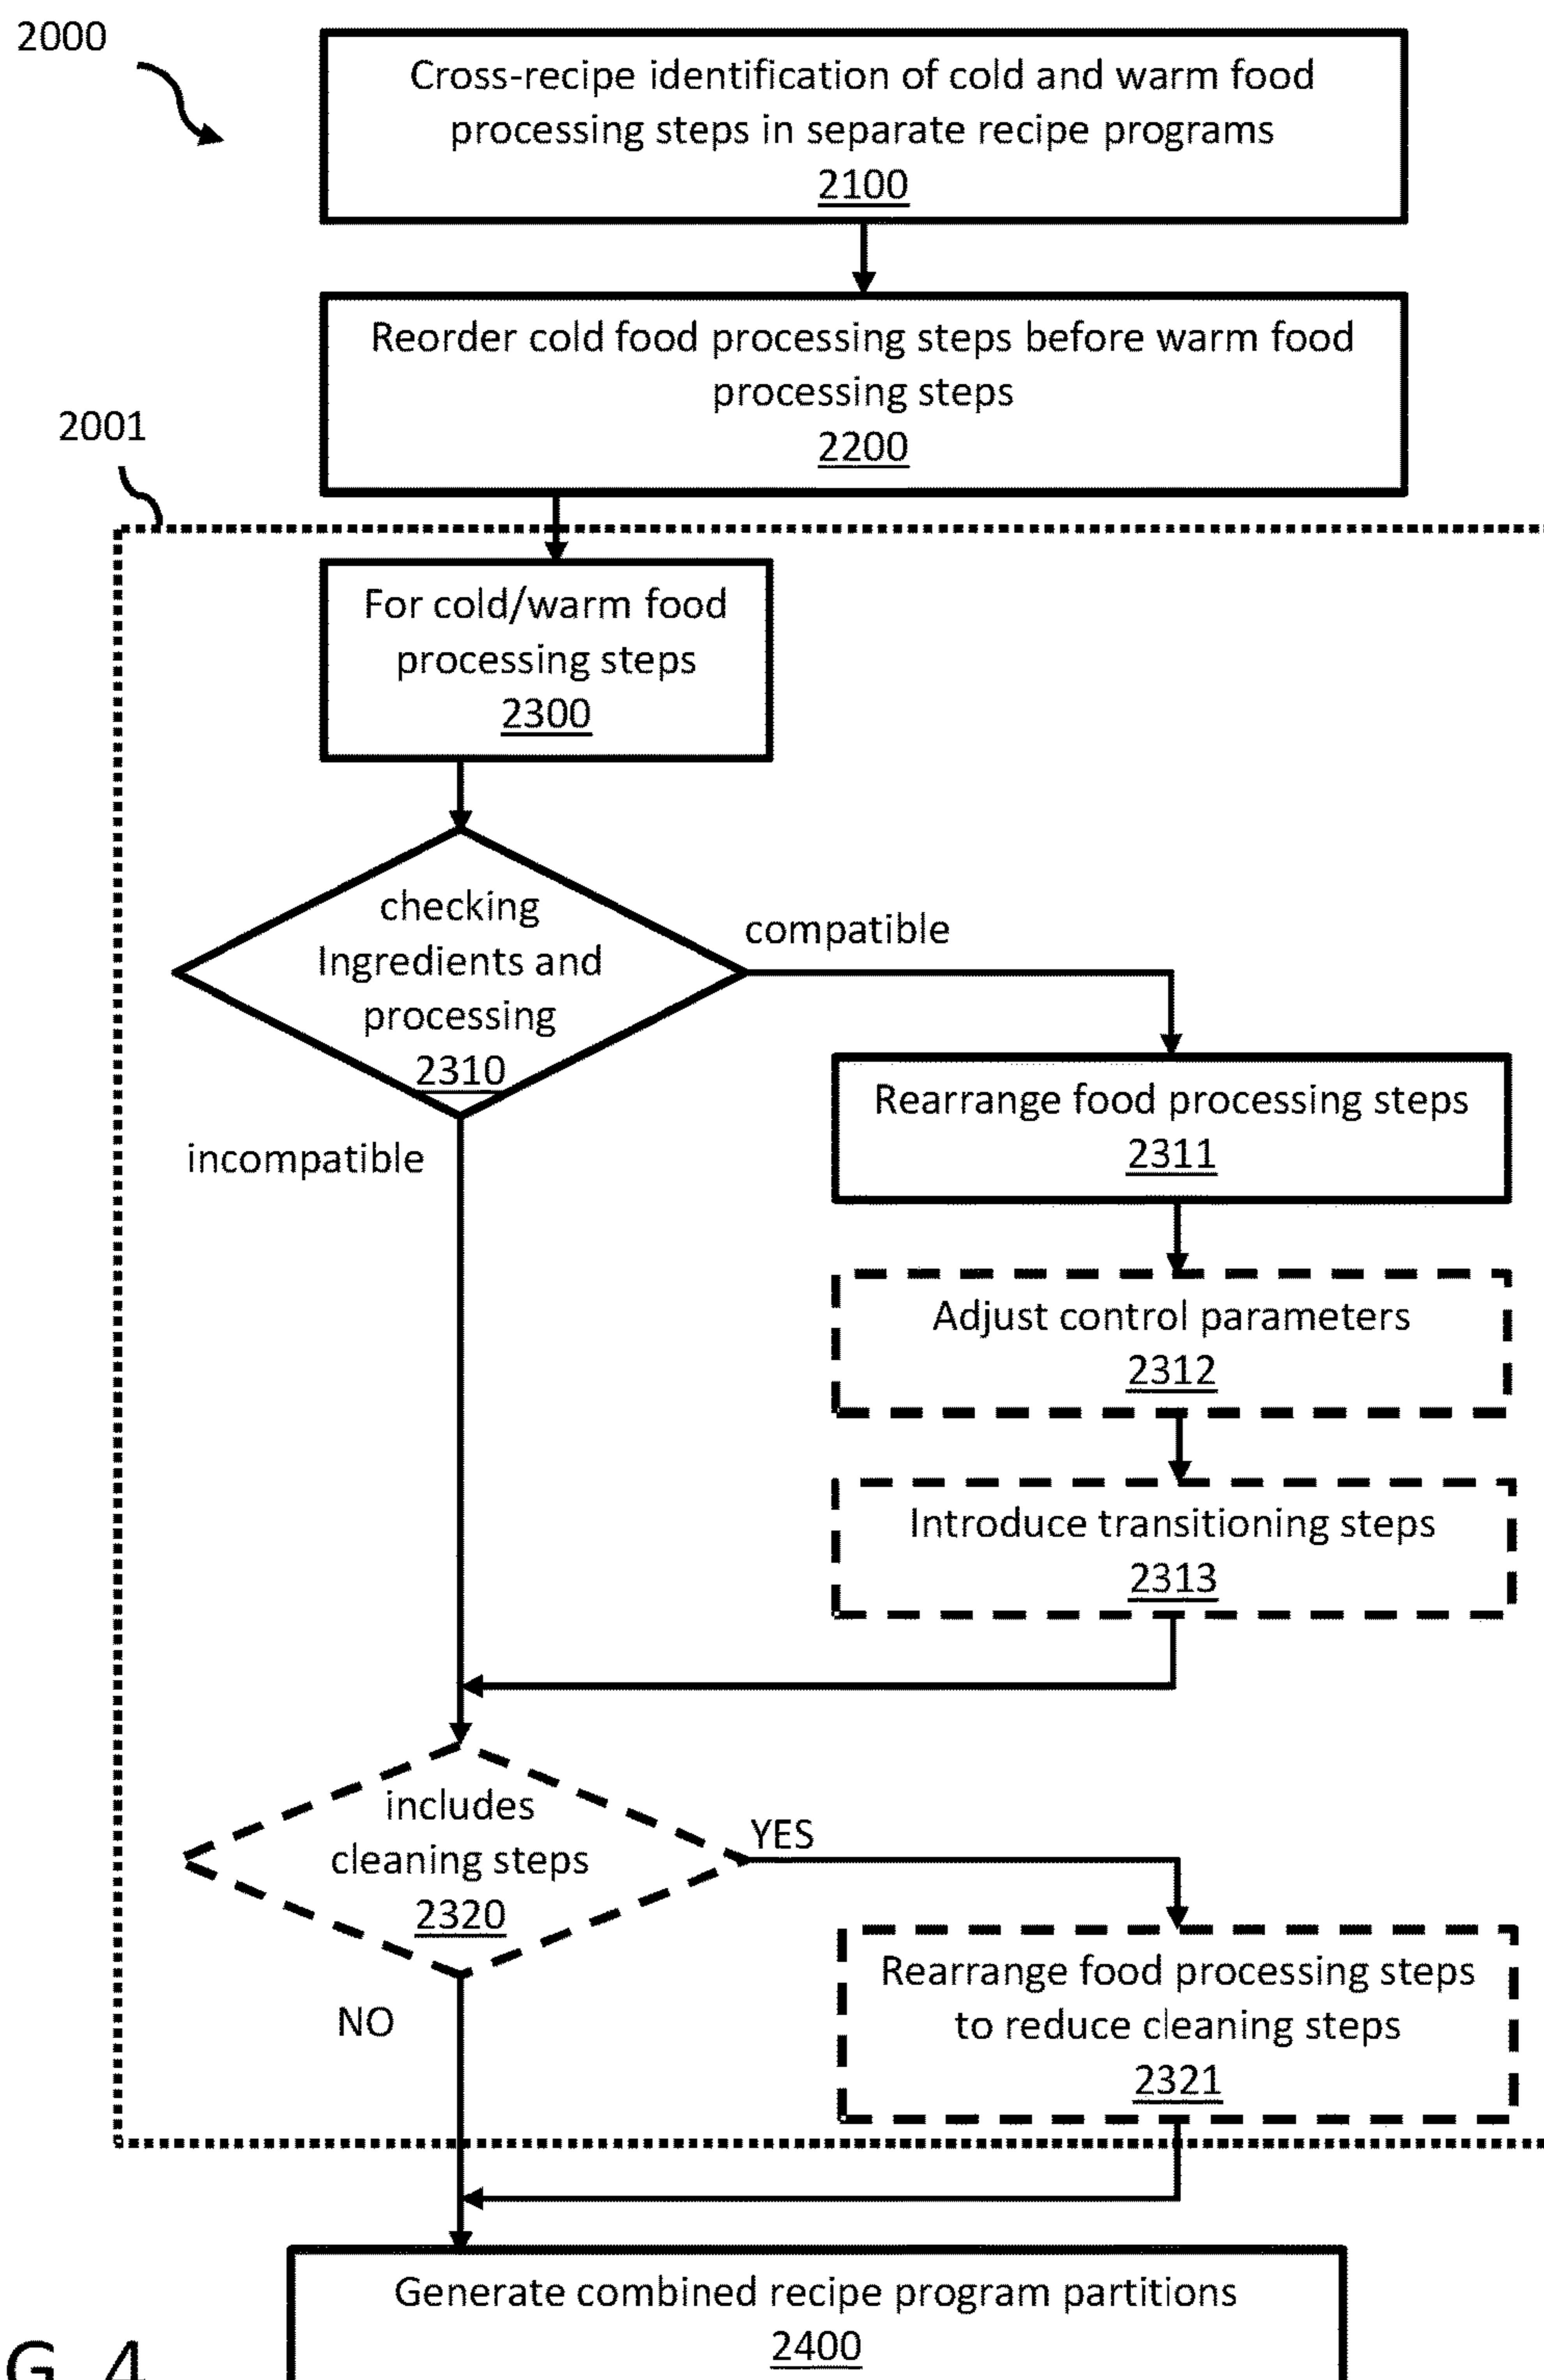 2000
Cross-recipe identification of cold and warm food
processing steps in separate recipe programs
2100
Reorder cold food processing steps before warm food
processing steps
2200
2001
For cold/warm food
processing steps
2300
checking
Ingredients and
processing
2310
compatible
incompatible
Rearrange food processing steps
2311
Adjust control parameters
2312
Introduce transitioning steps
2313
includes
cleaning steps
2320
YES
NO
Rearrange food processing steps
to reduce cleaning steps
2321
Generate combined recipe program partitions
2400
G. 4